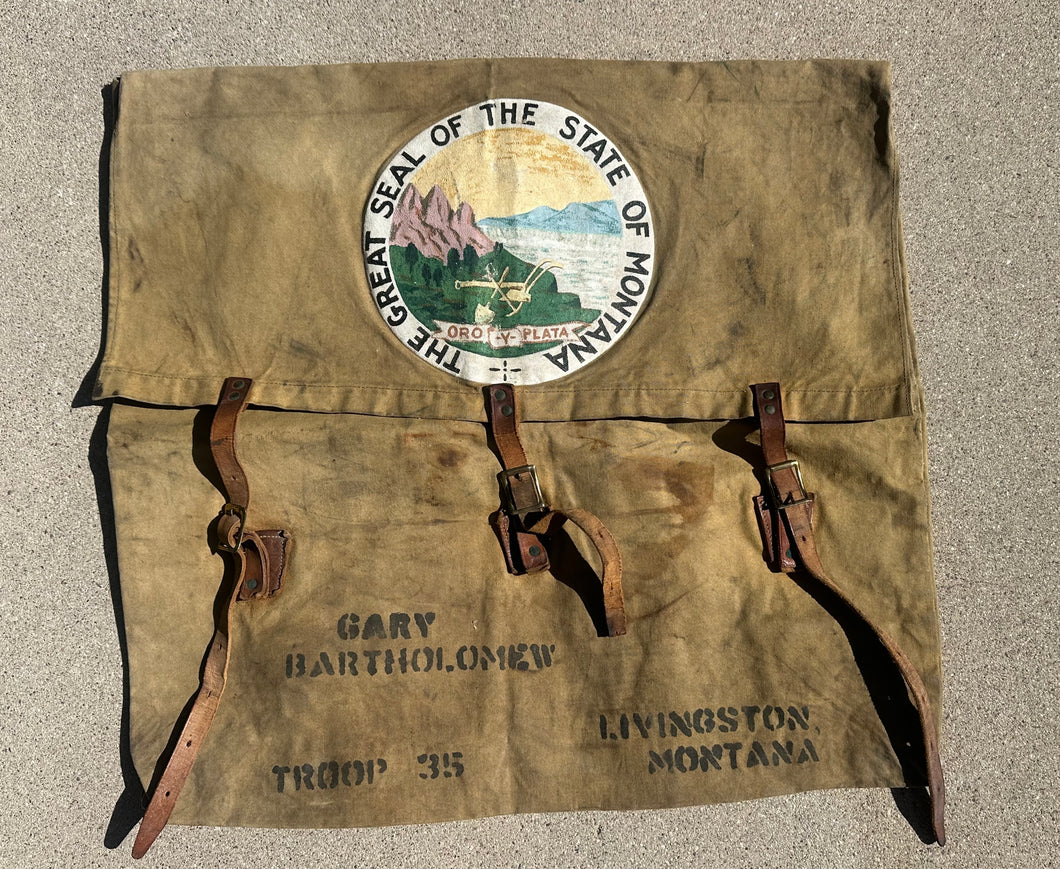 THE GREAT SEAL OF THE STATE OF MONTANA
ORO -Y- PLATA
GARY
BARTHOLOMEW
TROOP 35
LIVINGSTON,
MONTANA